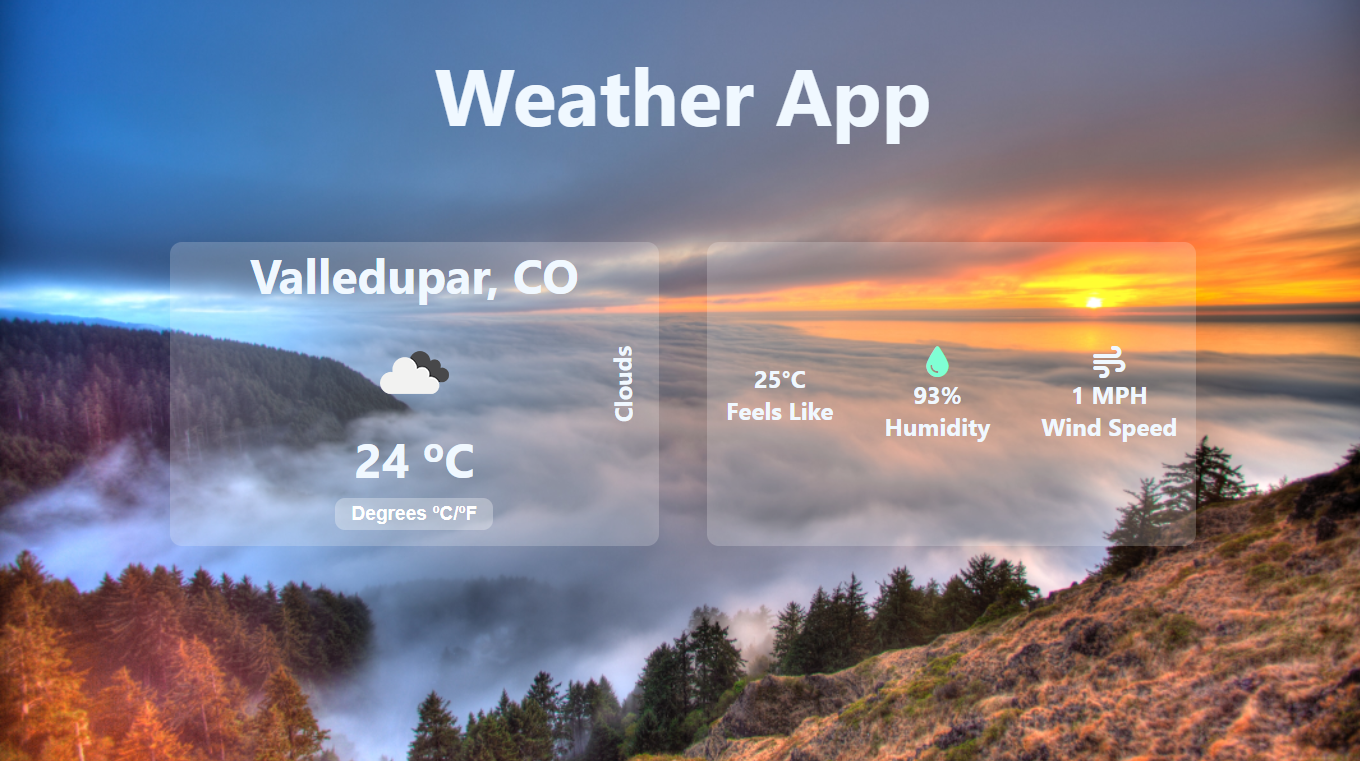 Weather App
Valledupar, CO
Clouds
24 ºC
Degrees ºC/ºF
25°C
Feels Like
93%
Humidity
1 MPH
Wind Speed